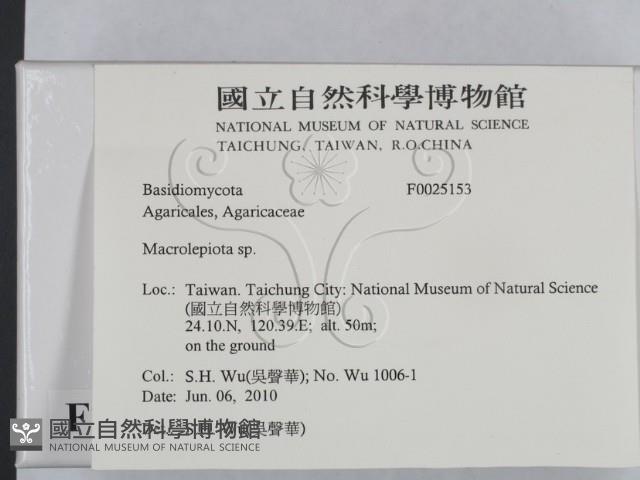 國立自然科學博物館
NATIONAL MUSEUM OF NATURAL SCIENCE
TAICHUNG, TAIWAN, R.O.CHINA
Basidiomycota F0025153
Agaricales, Agaricaceae
Macrolepiota sp.
Loc.: Taiwan. Taichung City: National Museum of Natural Science
(國立自然科學博物館)
24.10.N, 120.39.E; alt. 50m;
on the ground
Col.: S.H. Wu(吳聲華); No. Wu 1006-1
Date: Jun. 06, 2010
吳聲華)
F
國立自然科學博物館
NATIONAL MUSEUM OF NATURAL SCIENCE